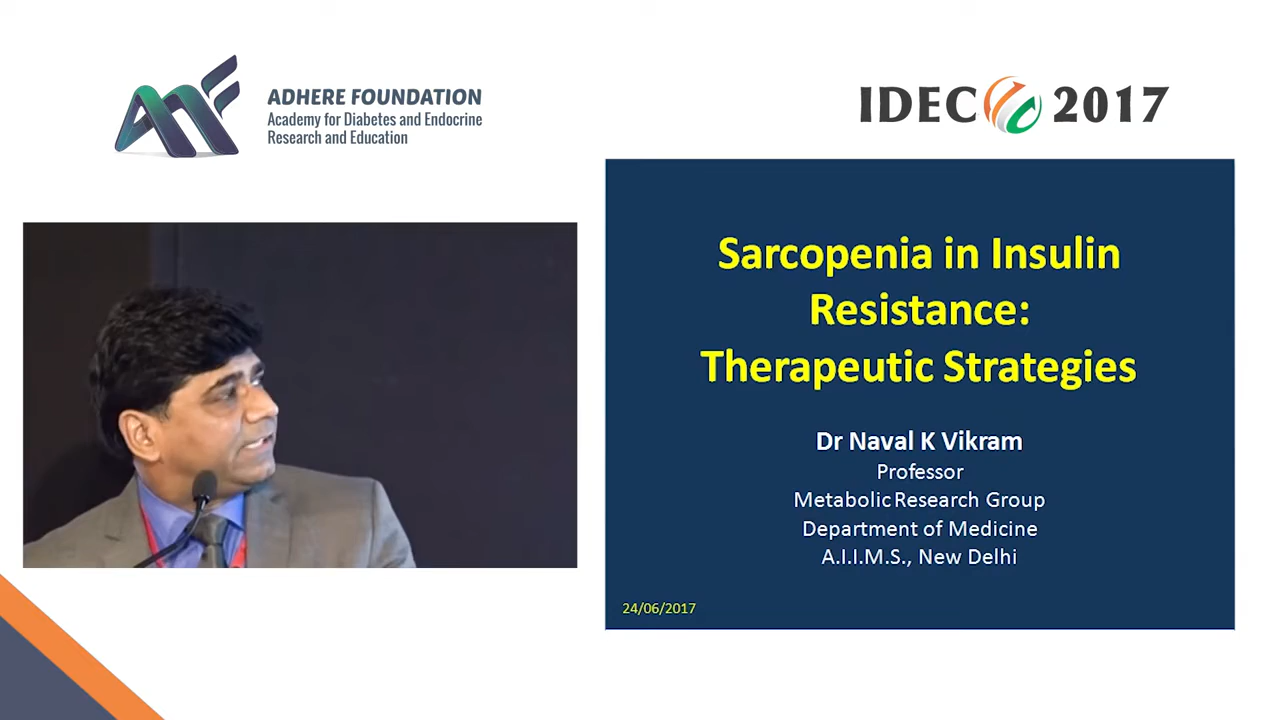 ADHERE FOUNDATION
Academy for Diabetes and Endocrine
Research and Education
IDEC 2017
Sarcopenia in Insulin
Resistance:
Therapeutic Strategies
Dr Naval K Vikram
Professor
Metabolic Research Group
Department of Medicine
A.I.I.M.S., New Delhi
24/06/2017